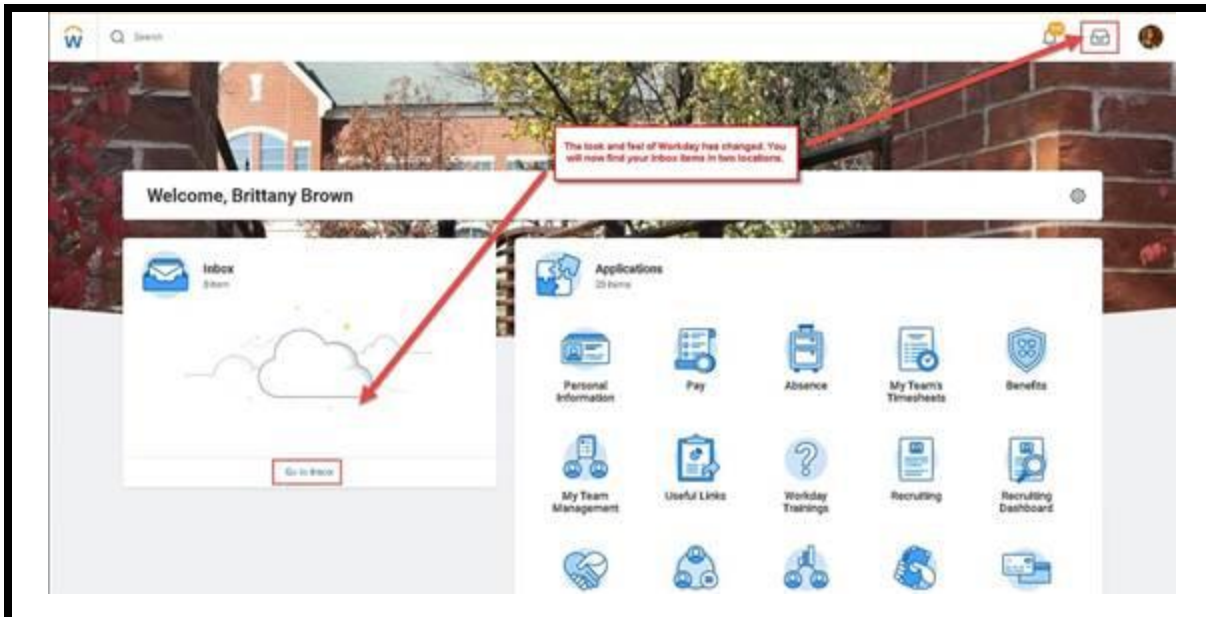 Search
The look and feel of Workday has changed. You
will now find your Inbox items in two locations.
Welcome, Brittany Brown
Inbox
Applications
Personal
Information
Pay
Absence
My Team's
Timesheets
Benefits
Go to Inbox
My Team
Management
Useful Links
Workday
Trainings
Recruiting
Recruiting
Dashboard